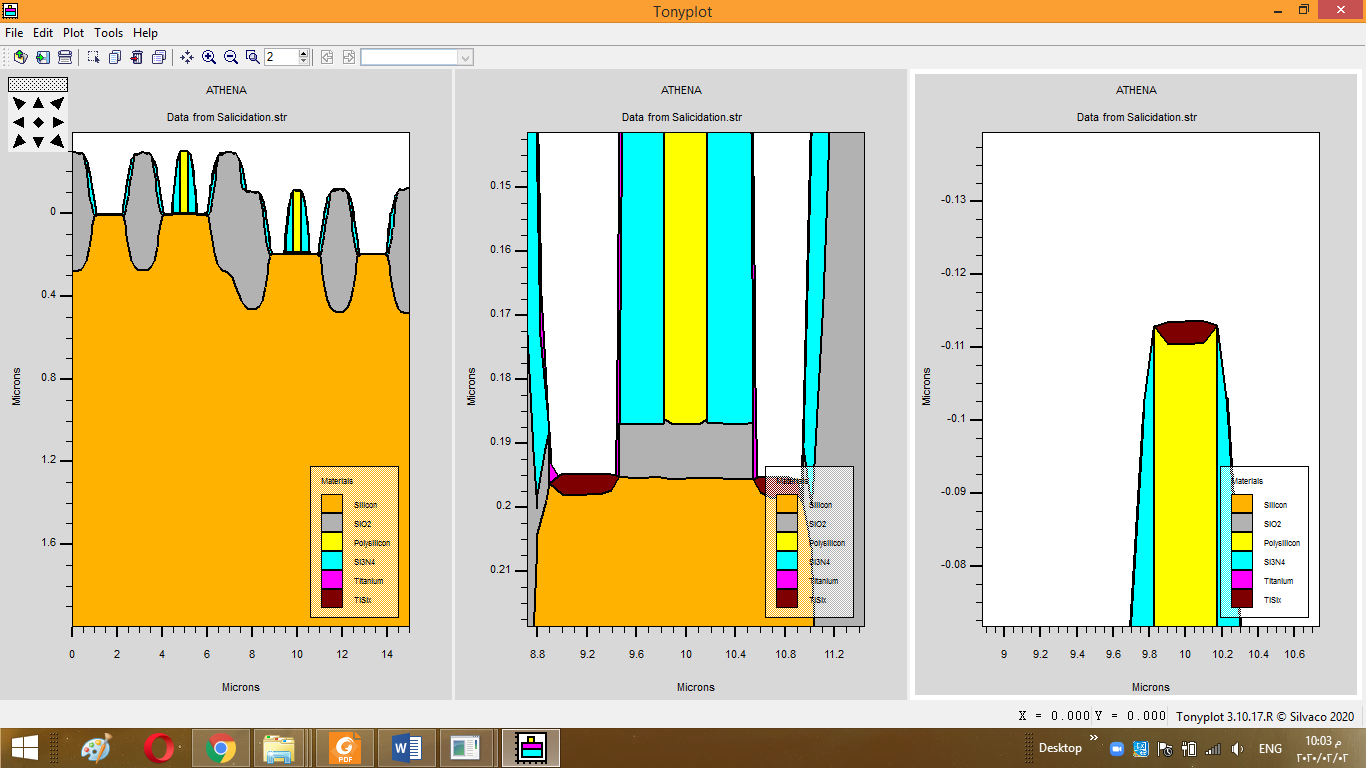 Tonyplot
File Edit Plot Tools Help
2
ATHENA
Data from Salicidation.str
0
0.4
0.8
1.2
1.6
Microns
0 2 4 6 8 10 12 14
Microns
Materials
Silicon
SiO2
Polysilicon
Si3N4
Titanium
TiSix
ATHENA
Data from Salicidation.str
0.15
0.16
0.17
0.18
0.19
0.2
0.21
Microns
8.8 9.2 9.6 10 10.4 10.8 11.2
Microns
Materials
Silicon
SiO2
Polysilicon
Si3N4
Titanium
TiSix
ATHENA
Data from Salicidation.str
-0.13
-0.12
-0.11
-0.1
-0.09
-0.08
Microns
9 9.2 9.4 9.6 9.8 10 10.2 10.4 10.6
Microns
Materials
Silicon
SiO2
Polysilicon
Si3N4
Titanium
TiSix
X = 0.000 Y = 0.000 Tonyplot 3.10.17.R © Silvaco 2020
PDF
Desktop
ENG
10:03 م
٢٠٢٠/٠٢/٠٢